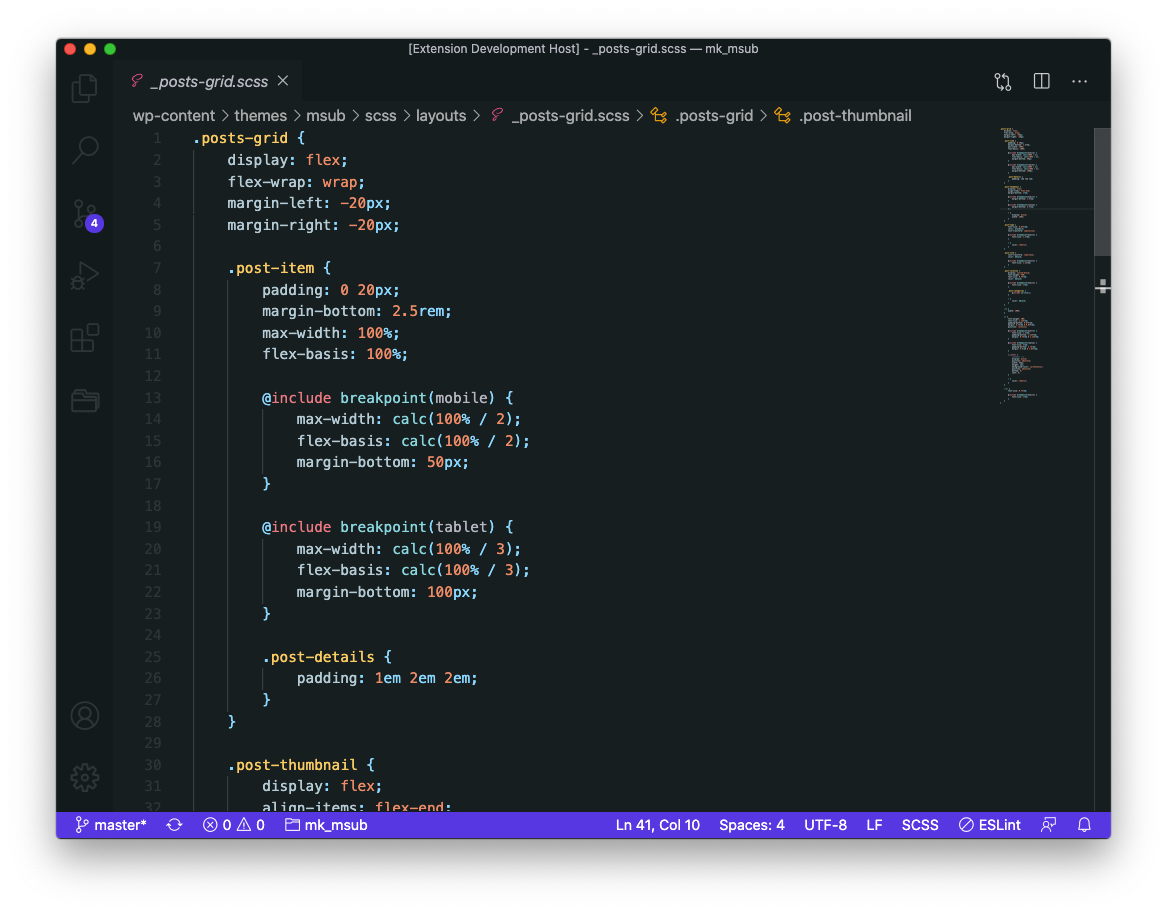 [Extension Development Host] - _posts-grid.scss — mk_msub
_posts-grid.scss
wp-content > themes > msub > scss > layouts > _posts-grid.scss > .posts-grid > .post-thumbnail
4
1 .posts-grid {
2     display: flex;
3     flex-wrap: wrap;
4     margin-left: -20px;
5     margin-right: -20px;
6
7     .post-item {
8         padding: 0 20px;
9         margin-bottom: 2.5rem;
10         max-width: 100%;
11         flex-basis: 100%;
12
13         @include breakpoint(mobile) {
14             max-width: calc(100% / 2);
15             flex-basis: calc(100% / 2);
16             margin-bottom: 50px;
17         }
18
19         @include breakpoint(tablet) {
20             max-width: calc(100% / 3);
21             flex-basis: calc(100% / 3);
22             margin-bottom: 100px;
23         }
24
25         .post-details {
26             padding: 1em 2em 2em;
27         }
28     }
29
30     .post-thumbnail {
31         display: flex;
32         align-items: flex-end;
master* 0 0 mk_msub Ln 41, Col 10 Spaces: 4 UTF-8 LF SCSS ESLint